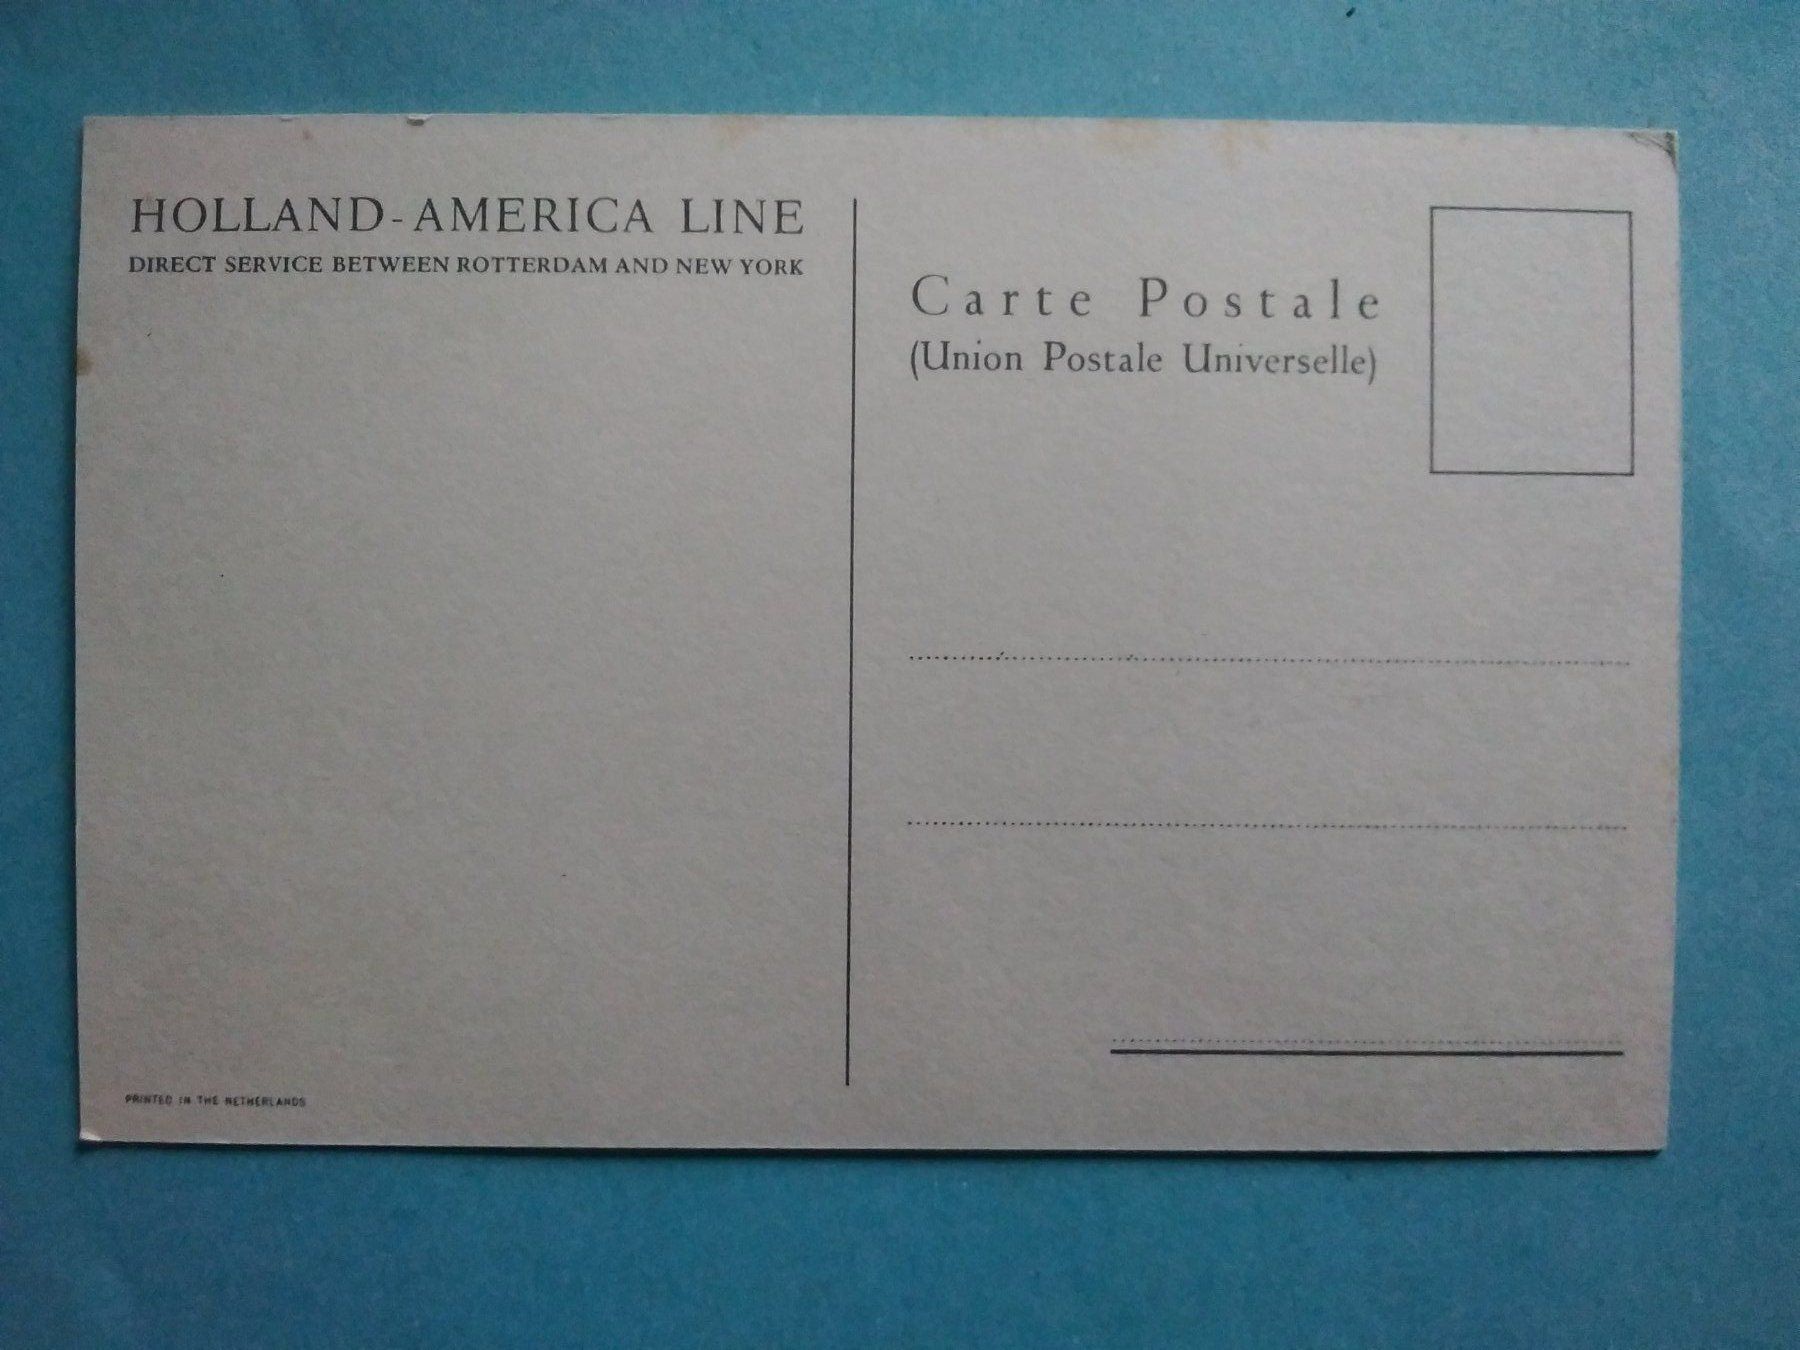 HOLLAND-AMERICA LINE
DIRECT SERVICE BETWEEN ROTTERDAM AND NEW YORK
Carte Postale
(Union Postale Universelle)
PRINTED IN THE NETHERLANDS